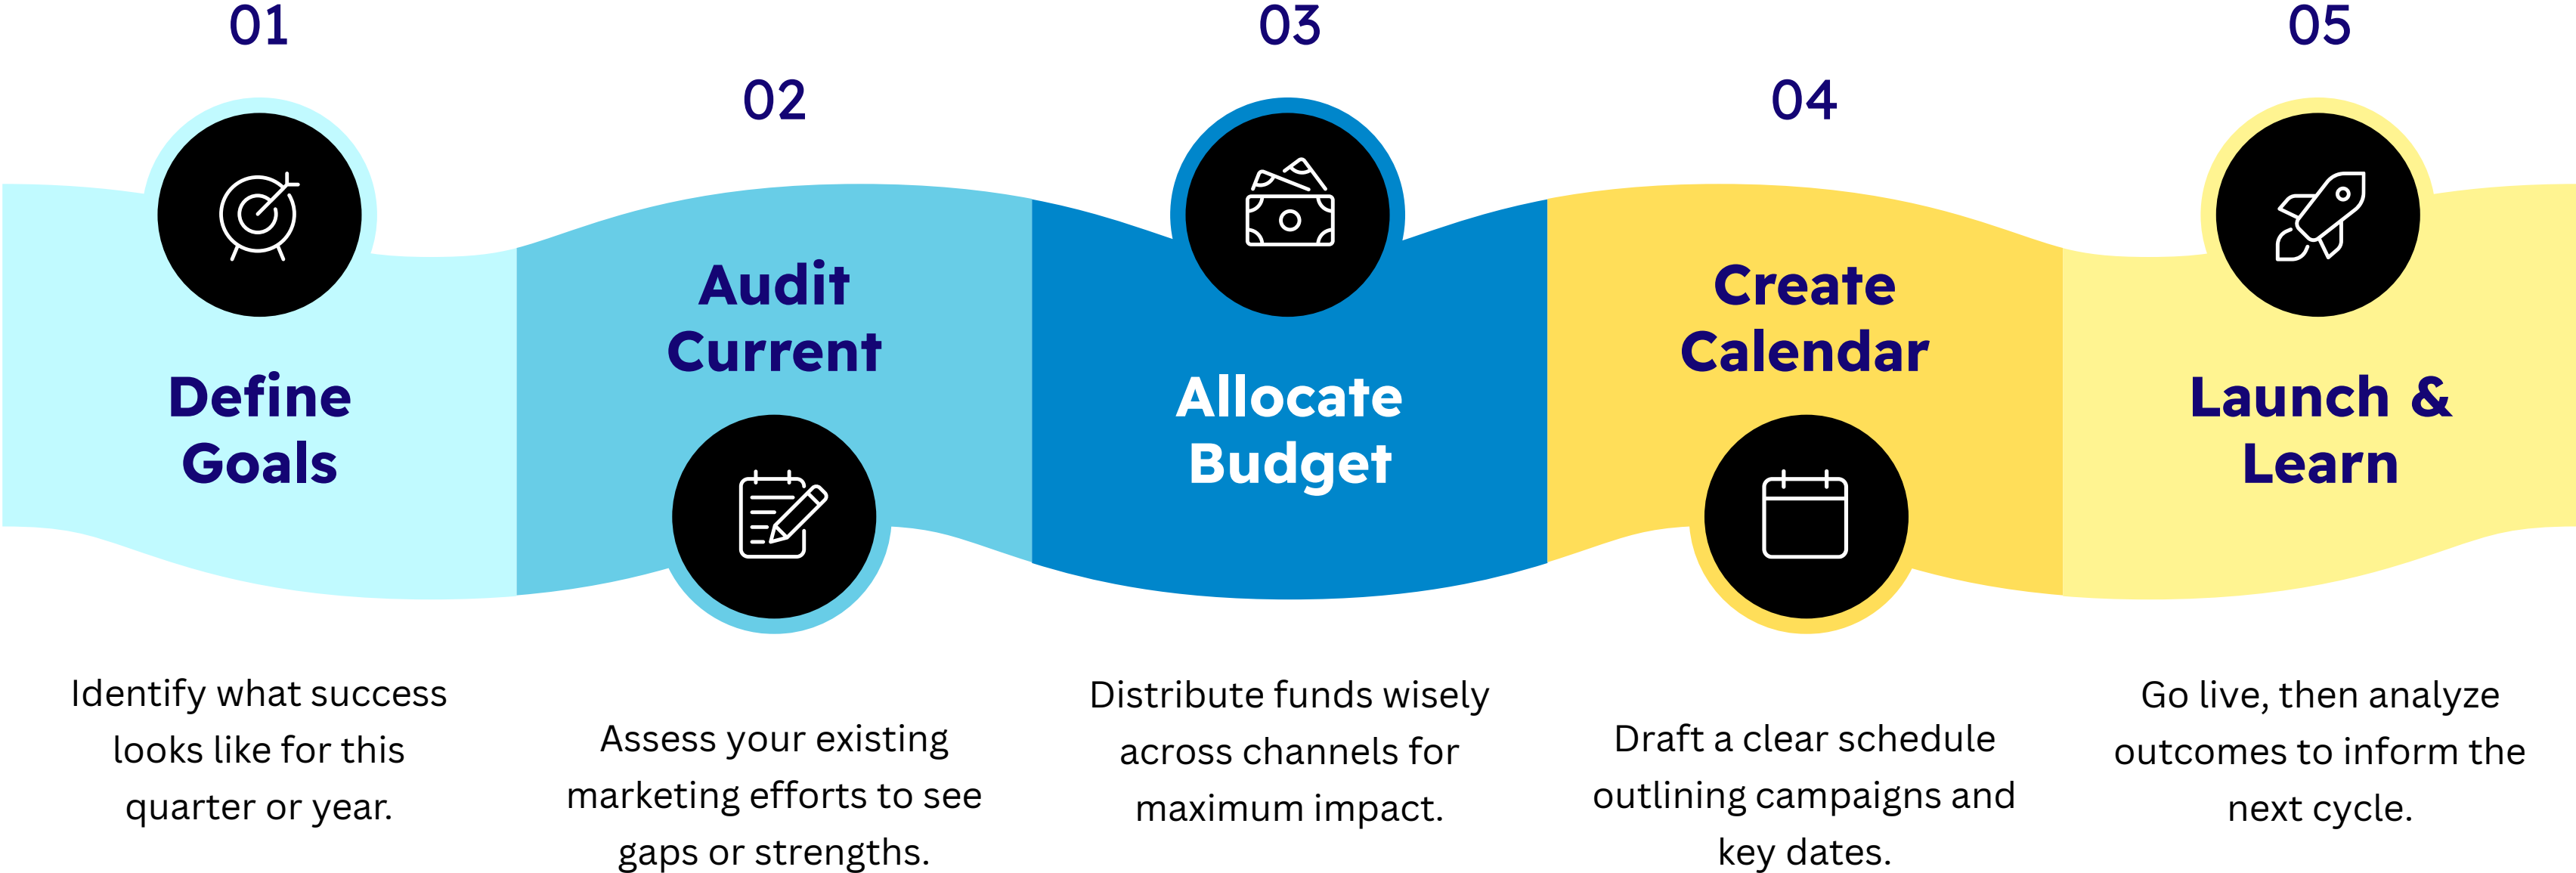 01
Define
Goals
Identify what success
looks like for this
quarter or year.
02
Audit
Current
Assess your existing
marketing efforts to see
gaps or strengths.
03
Allocate
Budget
Distribute funds wisely
across channels for
maximum impact.
04
Create
Calendar
Draft a clear schedule
outlining campaigns and
key dates.
05
Launch &
Learn
Go live, then analyze
outcomes to inform the
next cycle.